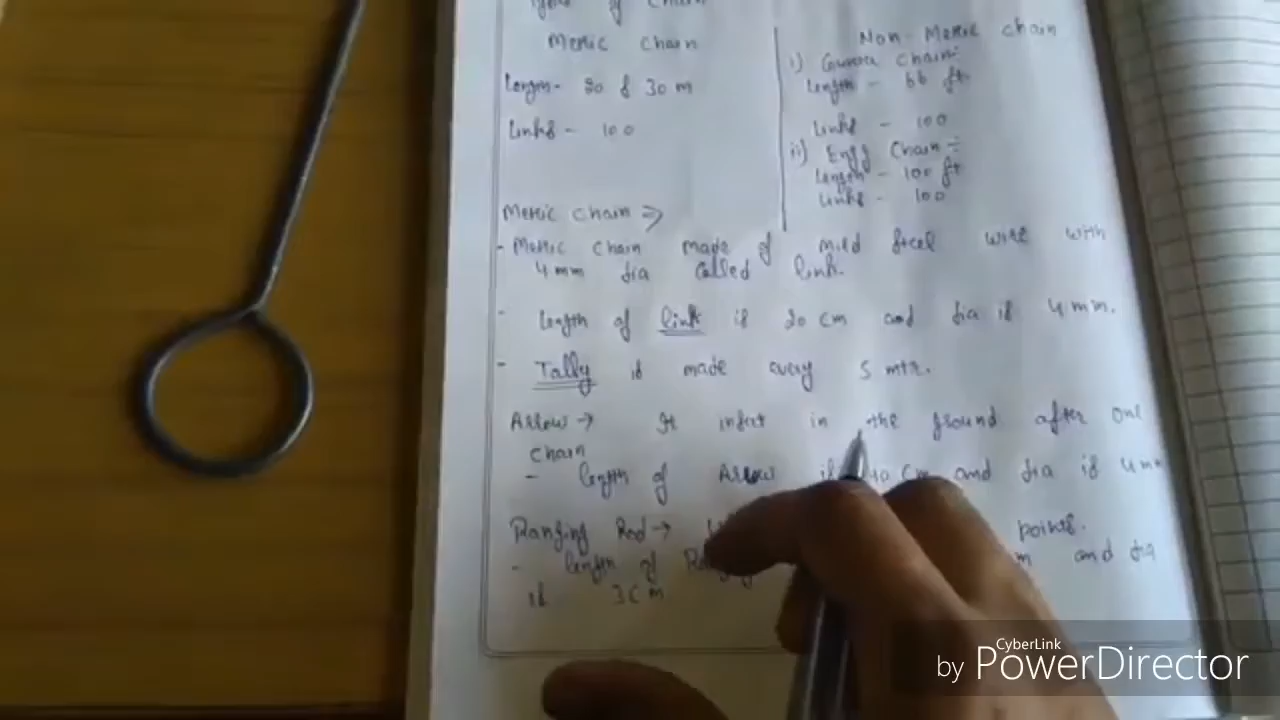 Types of Chain
Metric Chain
Length- 20 & 30 m
Links - 100
Non-Metric chain
i) Gunter Chain:-
length - 66 ft
links - 100
ii) Engg Chain :-
length - 100 ft
links - 100
Metric Chain =>
- Metric Chain made of mild steel wire with
4 mm dia called link.
- length of link is 20 cm and dia is 4 mm.
- Tally is made every 5 mtr.
Arrow → It insert in the ground after one
chain
- length of Arrow is cm and dia is 4 mm
Ranging Rod → points.
- length of m and dia
is 3 cm
CyberLink
by PowerDirector